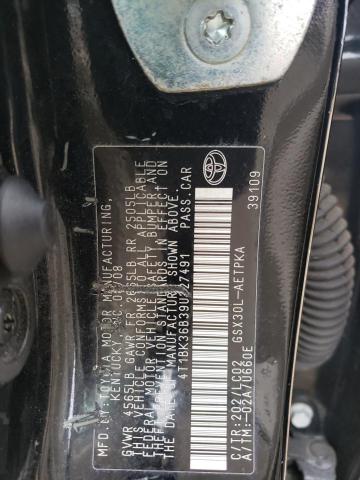 MFD.BY:TOYOTA MOTOR MANUFACTURING,
KENTUCKY, INC. 08
GVWR 4585LB GAWR FR 2605LB RR 2505LB
THIS VEHICLE CONFORMS TO ALL APPLICABLE
FEDERAL MOTOR VEHICLE SAFETY, BUMPER, AND
THEFT PREVENTION STANDARDS IN EFFECT ON
THE DATE OF MANUFACTURE SHOWN ABOVE.
4T1BK36B39U327491 PASS.CAR
C/TR:202/LC02 GSX30L-AETPKA
A/TM:-02A/U660E
39109